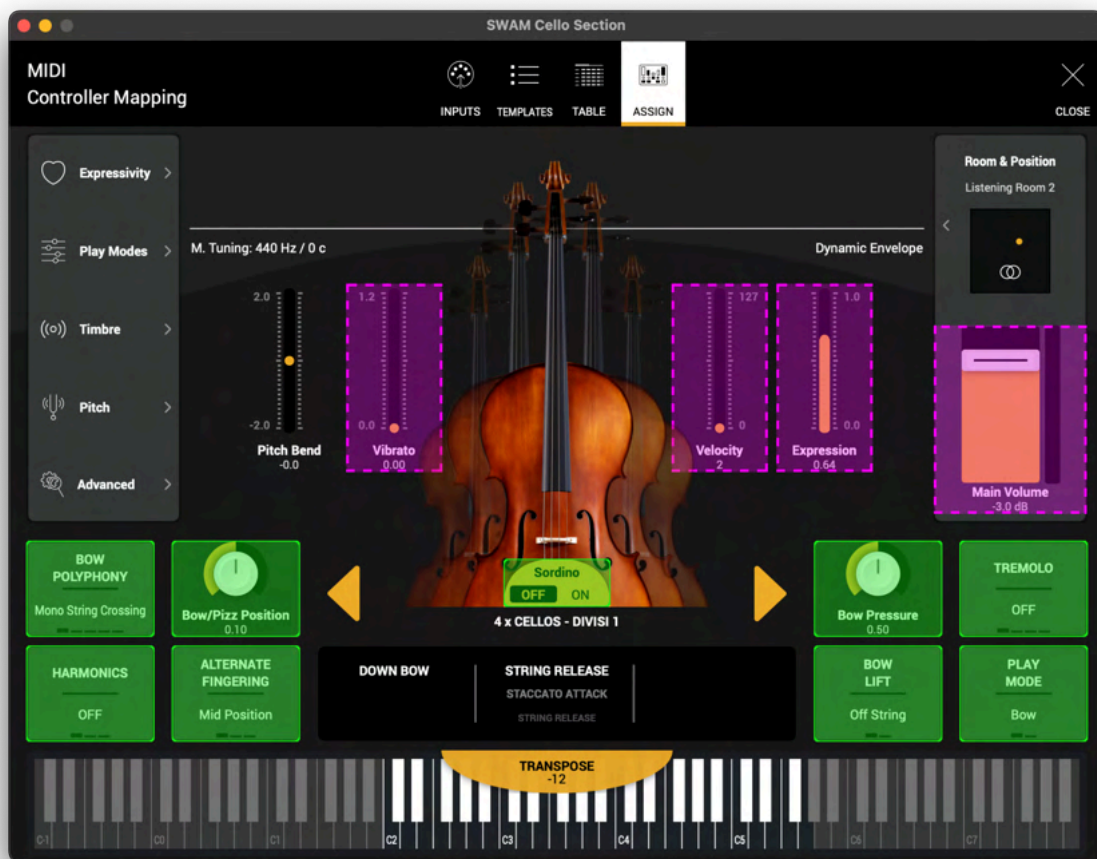 SWAM Cello Section
MIDI
Controller Mapping
INPUTS
TEMPLATES
TABLE
ASSIGN
CLOSE
Expressivity
Play Modes
Timbre
Pitch
Advanced
M. Tuning: 440 Hz / 0 c
Dynamic Envelope
Room & Position
Listening Room 2
2.0
-2.0
Pitch Bend
-0.0
1.2
0.0
Vibrato
0.00
127
0
Velocity
2
1.0
0.0
Expression
0.64
Main Volume
-3.0 dB
BOW
POLYPHONY
Mono String Crossing
Bow/Pizz Position
0.10
Sordino
OFF ON
4 x CELLOS - DIVISI 1
Bow Pressure
0.50
TREMOLO
OFF
HARMONICS
OFF
ALTERNATE
FINGERING
Mid Position
DOWN BOW
STRING RELEASE
STACCATO ATTACK
STRING RELEASE
BOW
LIFT
Off String
PLAY
MODE
Bow
TRANSPOSE
-12
C-1 C0 C1 C2 C3 C4 C5 C6 C7